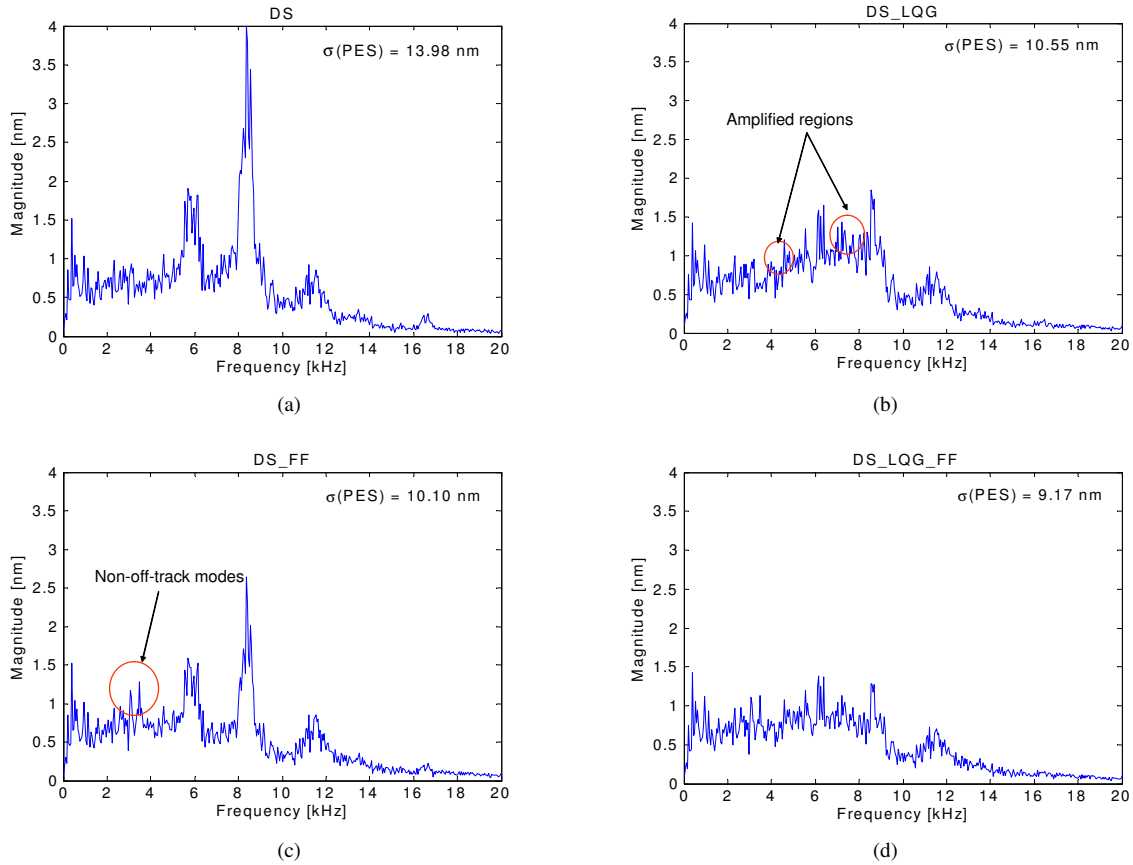 DS
σ(PES) = 13.98 nm
Magnitude [nm]
4
3.5
3
2.5
2
1.5
1
0.5
0
0 2 4 6 8 10 12 14 16 18 20
Frequency [kHz]
(a)
DS_LQG
σ(PES) = 10.55 nm
Amplified regions
Magnitude [nm]
4
3.5
3
2.5
2
1.5
1
0.5
0
0 2 4 6 8 10 12 14 16 18 20
Frequency [kHz]
(b)
DS_FF
σ(PES) = 10.10 nm
Non-off-track modes
Magnitude [nm]
4
3.5
3
2.5
2
1.5
1
0.5
0
0 2 4 6 8 10 12 14 16 18 20
Frequency [kHz]
(c)
DS_LQG_FF
σ(PES) = 9.17 nm
Magnitude [nm]
4
3.5
3
2.5
2
1.5
1
0.5
0
0 2 4 6 8 10 12 14 16 18 20
Frequency [kHz]
(d)